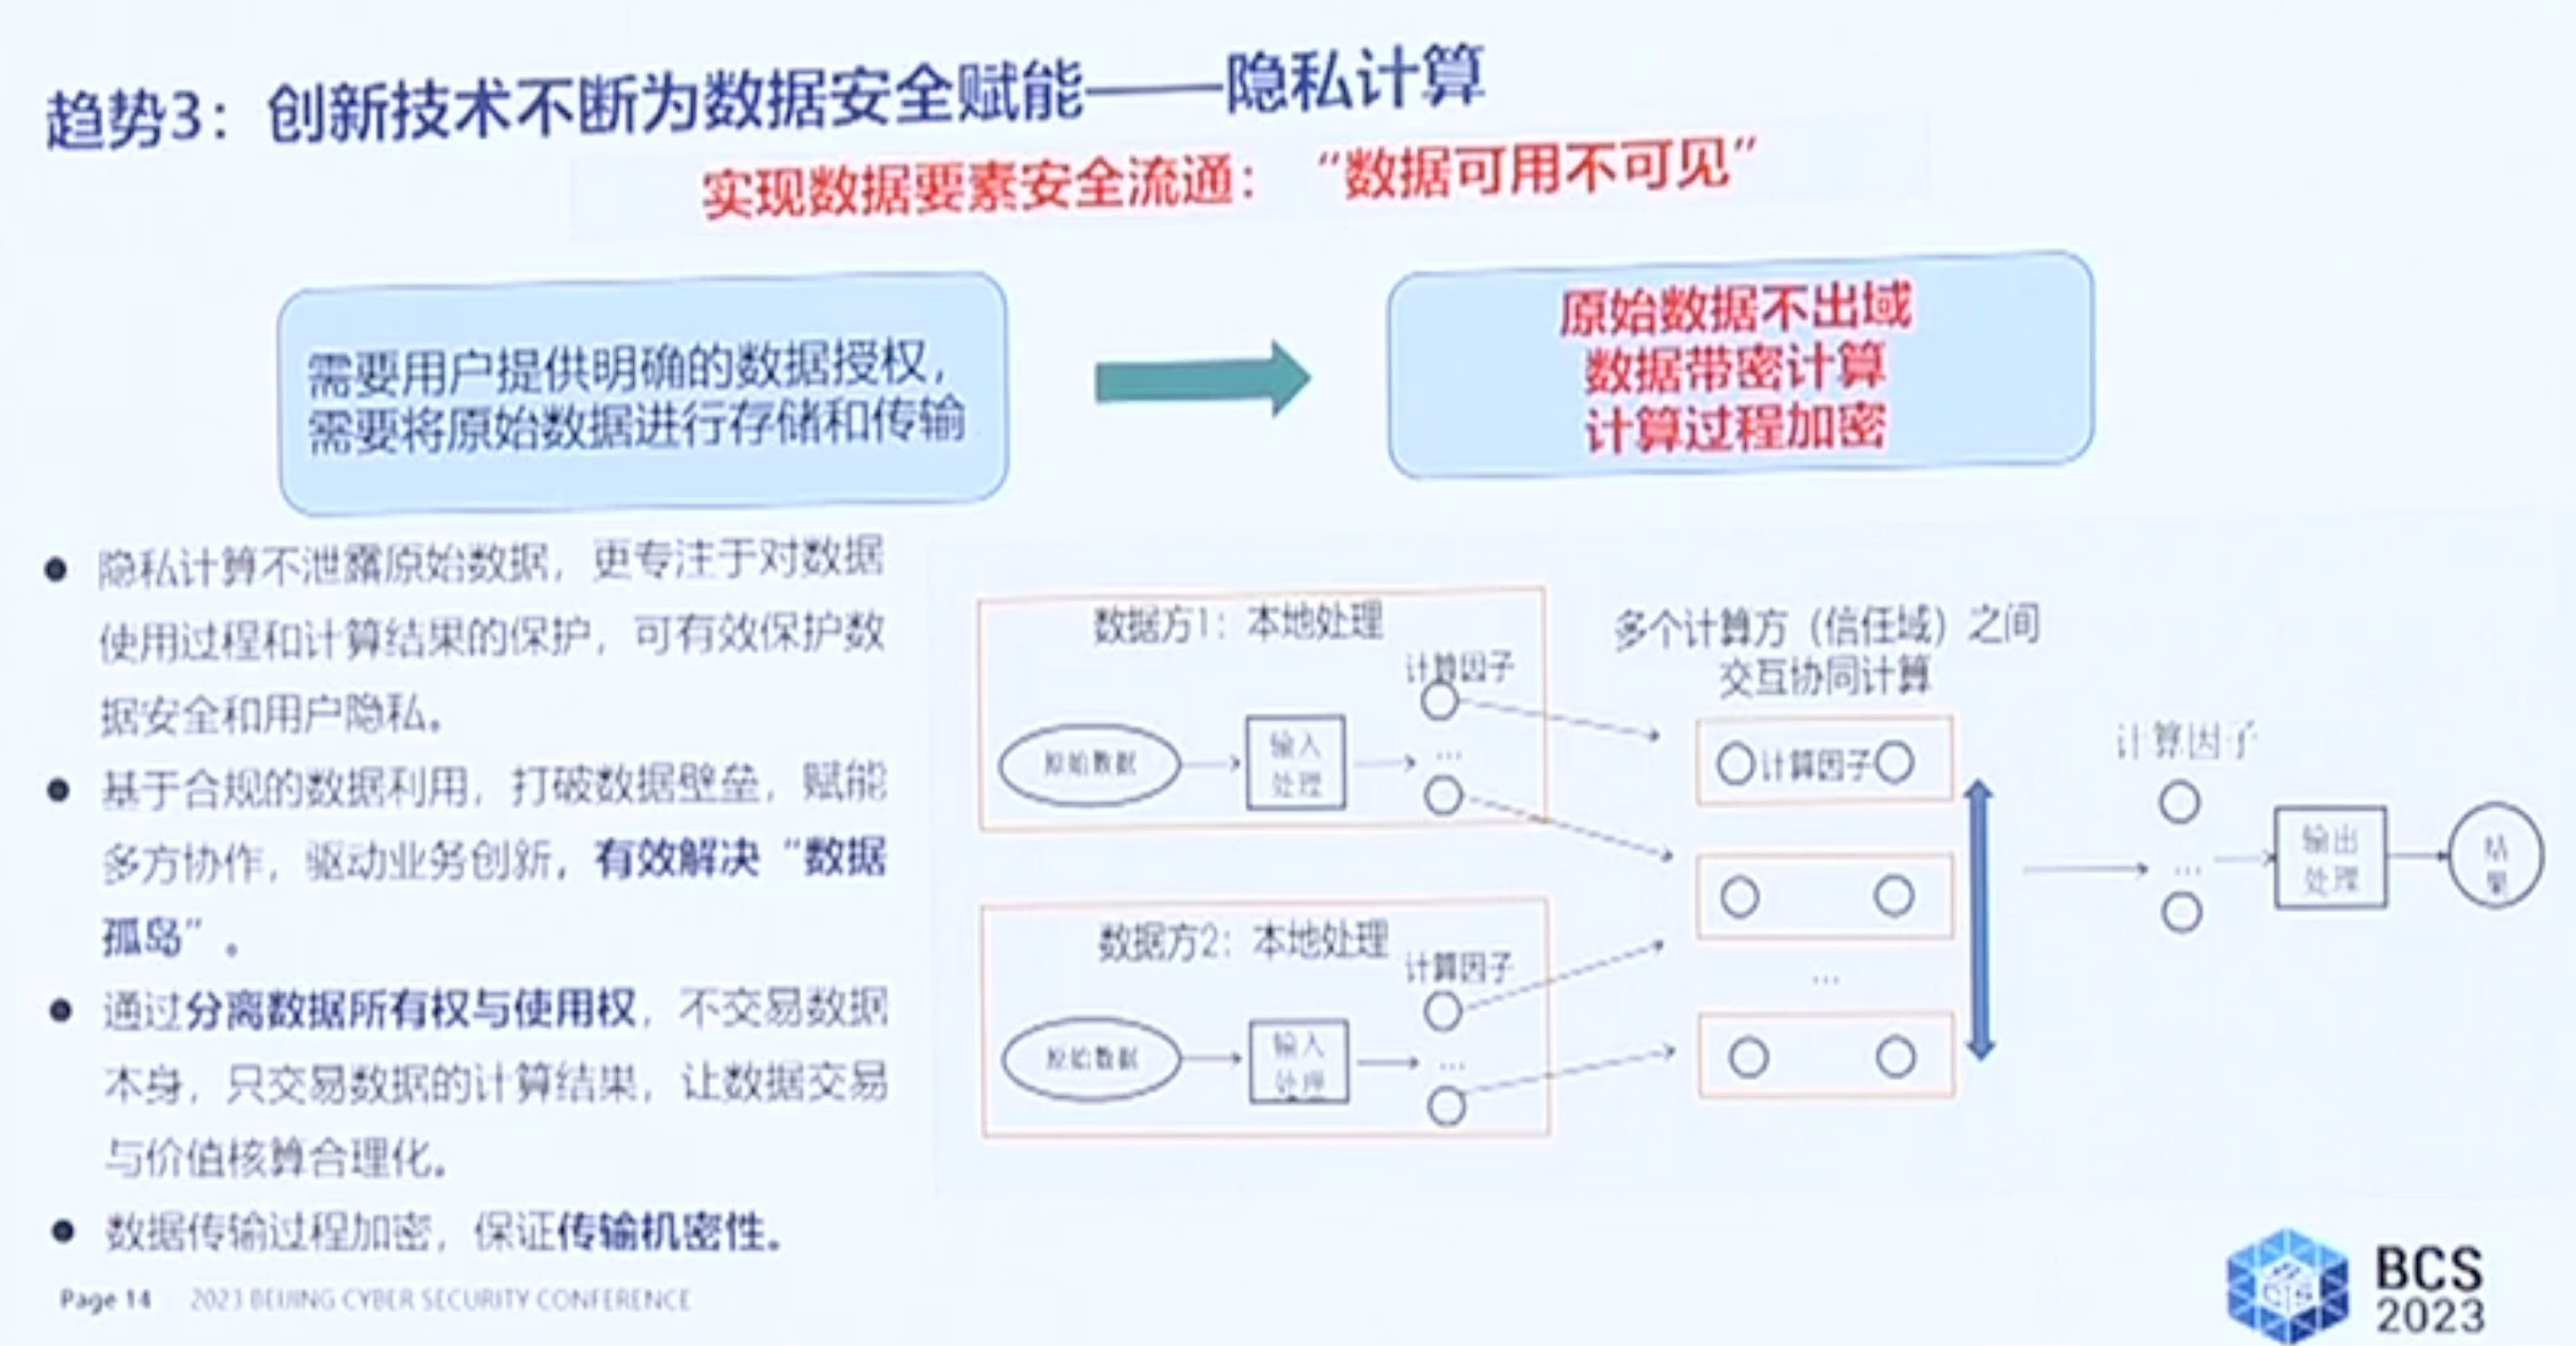 趋势3：创新技术不断为数据安全赋能——隐私计算
实现数据要素安全流通：“数据可用不可见”
需要用户提供明确的数据授权，
需要将原始数据进行存储和传输
原始数据不出域
数据带密计算
计算过程加密
● 隐私计算不泄露原始数据，更专注于对数据
使用过程和计算结果的保护，可有效保护数
据安全和用户隐私。
● 基于合规的数据利用，打破数据壁垒，赋能
多方协作，驱动业务创新，有效解决“数据
孤岛”。
● 通过分离数据所有权与使用权，不交易数据
本身，只交易数据的计算结果，让数据交易
与价值核算合理化。
● 数据传输过程加密，保证传输机密性。
数据方1：本地处理
计算因子
原始数据
输入
处理
...
数据方2：本地处理
计算因子
原始数据
输入
处理
...
多个计算方（信任域）之间
交互协同计算
计算因子
...
计算因子
...
输出
处理
结
果
Page 14
2023 BEIJING CYBER SECURITY CONFERENCE
BCS
2023